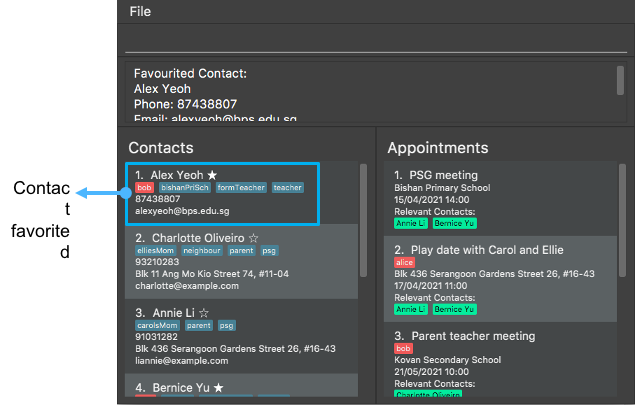 File
Favourited Contact:
Alex Yeoh
Phone: 87438807
Email: alexyeoh@bps.edu.sg
Contacts
1. Alex Yeoh ★
bob bishanPriSch formTeacher teacher
87438807
alexyeoh@bps.edu.sg
2. Charlotte Oliveiro ☆
elliesMom neighbour parent psg
93210283
Blk 11 Ang Mo Kio Street 74, #11-04
charlotte@example.com
3. Annie Li ☆
carolsMom parent psg
91031282
Blk 436 Serangoon Gardens Street 26, #16-43
liannie@example.com
4. Bernice Yu ★
Appointments
1. PSG meeting
Bishan Primary School
15/04/2021 14:00
Relevant Contacts:
Annie Li Bernice Yu
2. Play date with Carol and Ellie
alice
Blk 436 Serangoon Gardens Street 26, #16-43
17/04/2021 11:00
Relevant Contacts:
Annie Li Bernice Yu
3. Parent teacher meeting
bob
Kovan Secondary School
21/05/2021 10:00
Relevant Contacts:
Charlotte Oliveiro
Contac
t
favorite
d